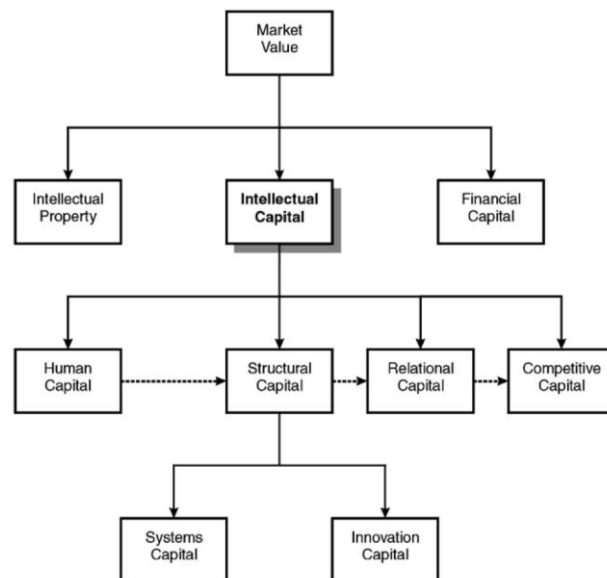 Market
Value
Intellectual
Property
Intellectual
Capital
Financial
Capital
Human
Capital
Structural
Capital
Relational
Capital
Competitive
Capital
Systems
Capital
Innovation
Capital